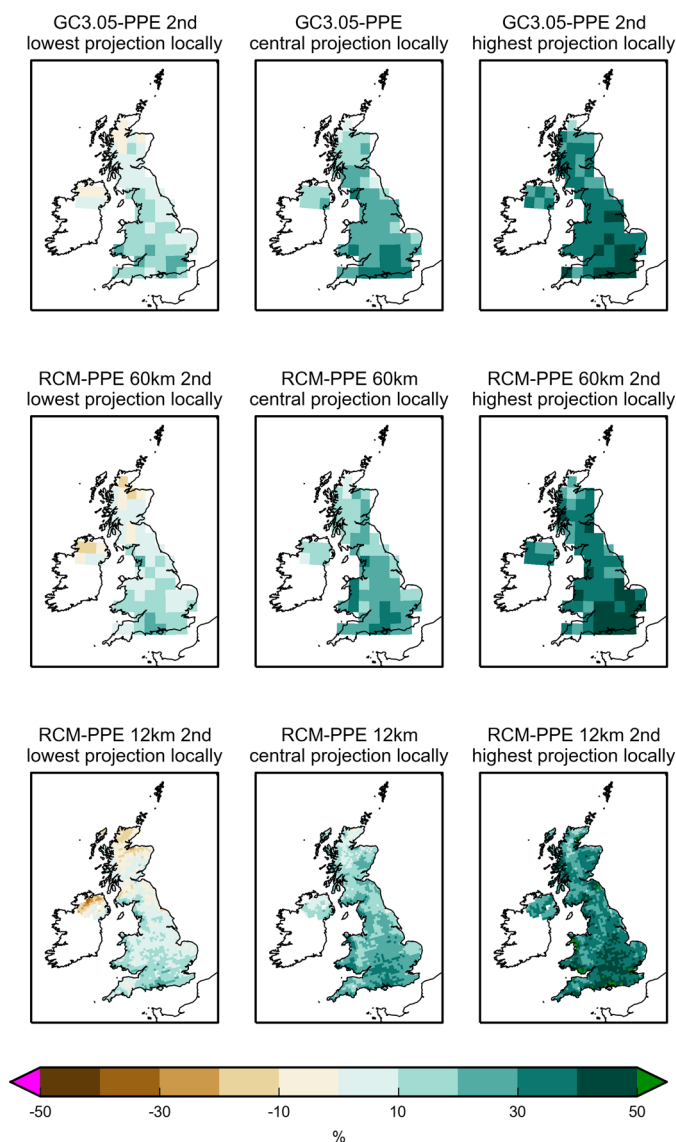 GC3.05-PPE 2nd
lowest projection locally
GC3.05-PPE
central projection locally
GC3.05-PPE 2nd
highest projection locally
RCM-PPE 60km 2nd
lowest projection locally
RCM-PPE 60km
central projection locally
RCM-PPE 60km 2nd
highest projection locally
RCM-PPE 12km 2nd
lowest projection locally
RCM-PPE 12km
central projection locally
RCM-PPE 12km 2nd
highest projection locally
-50 -30 -10 10 30 50
%